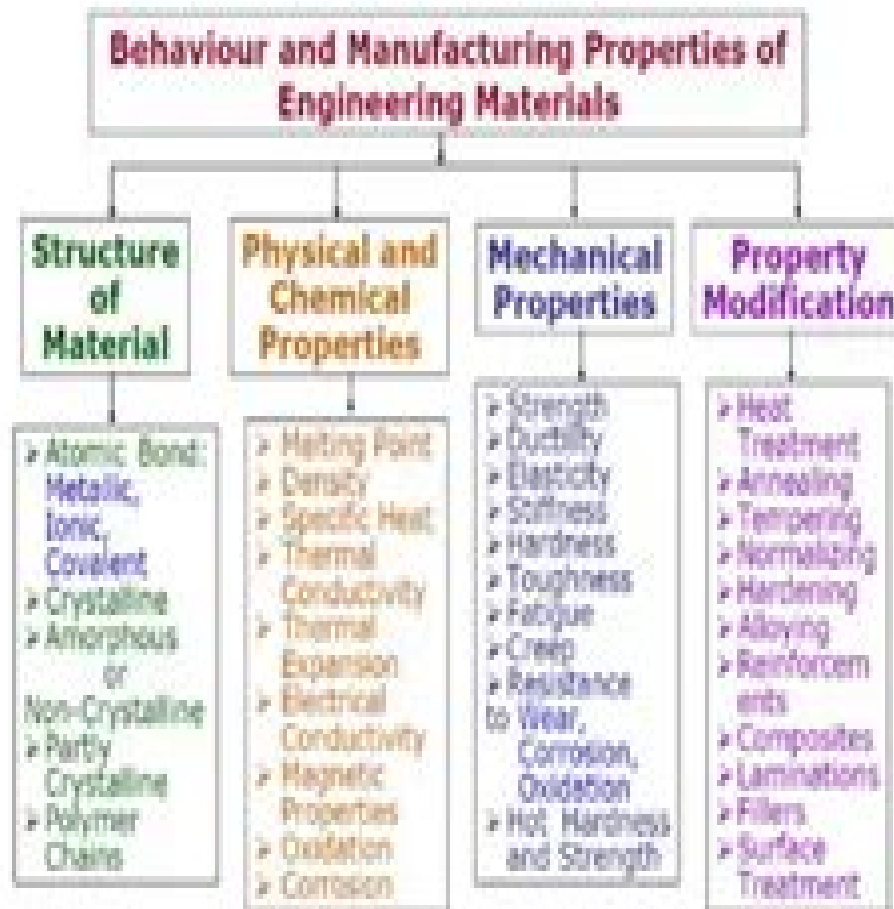 Behaviour and Manufacturing Properties of
Engineering Materials
Structure
of
Material
➢ Atomic Bond:
Metallic,
Ionic,
Covalent
➢ Crystalline
➢ Amorphous
or
Non-Crystalline
➢ Partly
Crystalline
➢ Polymer
Chains
Physical and
Chemical
Properties
➢ Melting Point
➢ Density
➢ Specific Heat
➢ Thermal
Conductivity
➢ Thermal
Expansion
➢ Electrical
Conductivity
➢ Magnetic
Properties
➢ Oxidation
➢ Corrosion
Mechanical
Properties
➢ Strength
➢ Ductility
➢ Elasticity
➢ Stiffness
➢ Hardness
➢ Toughness
➢ Fatigue
➢ Creep
➢ Resistance
to Wear,
Corrosion,
Oxidation
➢ Hot Hardness
and Strength
Property
Modification
➢ Heat
Treatment
➢ Annealing
➢ Tempering
➢ Normalizing
➢ Hardening
➢ Alloying
➢ Reinforcem
ents
➢ Composites
➢ Laminations
➢ Fillers
➢ Surface
Treatment